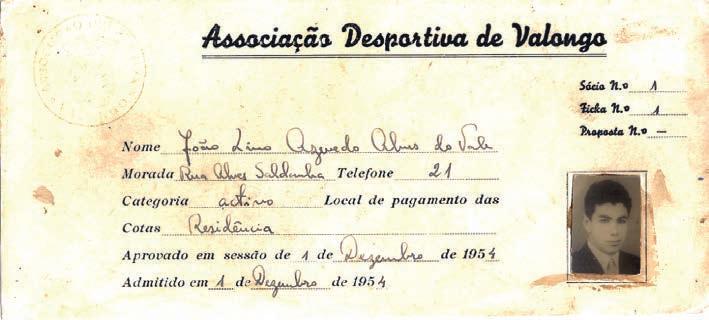 Associação Desportiva de Valongo
Sócio N.º 1
Ficha N.º 1
Proposta N.º —
Nome João Lino Azevedo Alves do Vale
Morada Rua Alves Saldanha Telefone 21
Categoria activo Local de pagamento das
Cotas Residência
Aprovado em sessão de 1 de Dezembro de 1954
Admitido em 1 de Dezembro de 1954